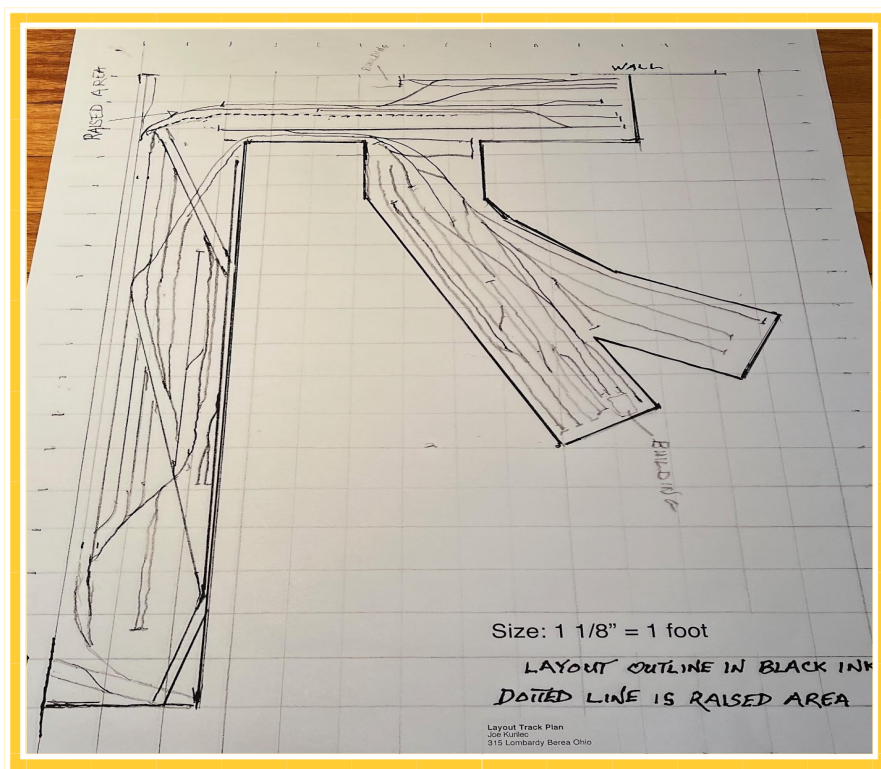 BUILDING
WALL
RAISED AREA
BUILDING
Size: 1 1/8” = 1 foot
LAYOUT OUTLINE IN BLACK INK
DOTTED LINE IS RAISED AREA
Layout Track Plan
Joe Kurilec
315 Lombardy Berea Ohio